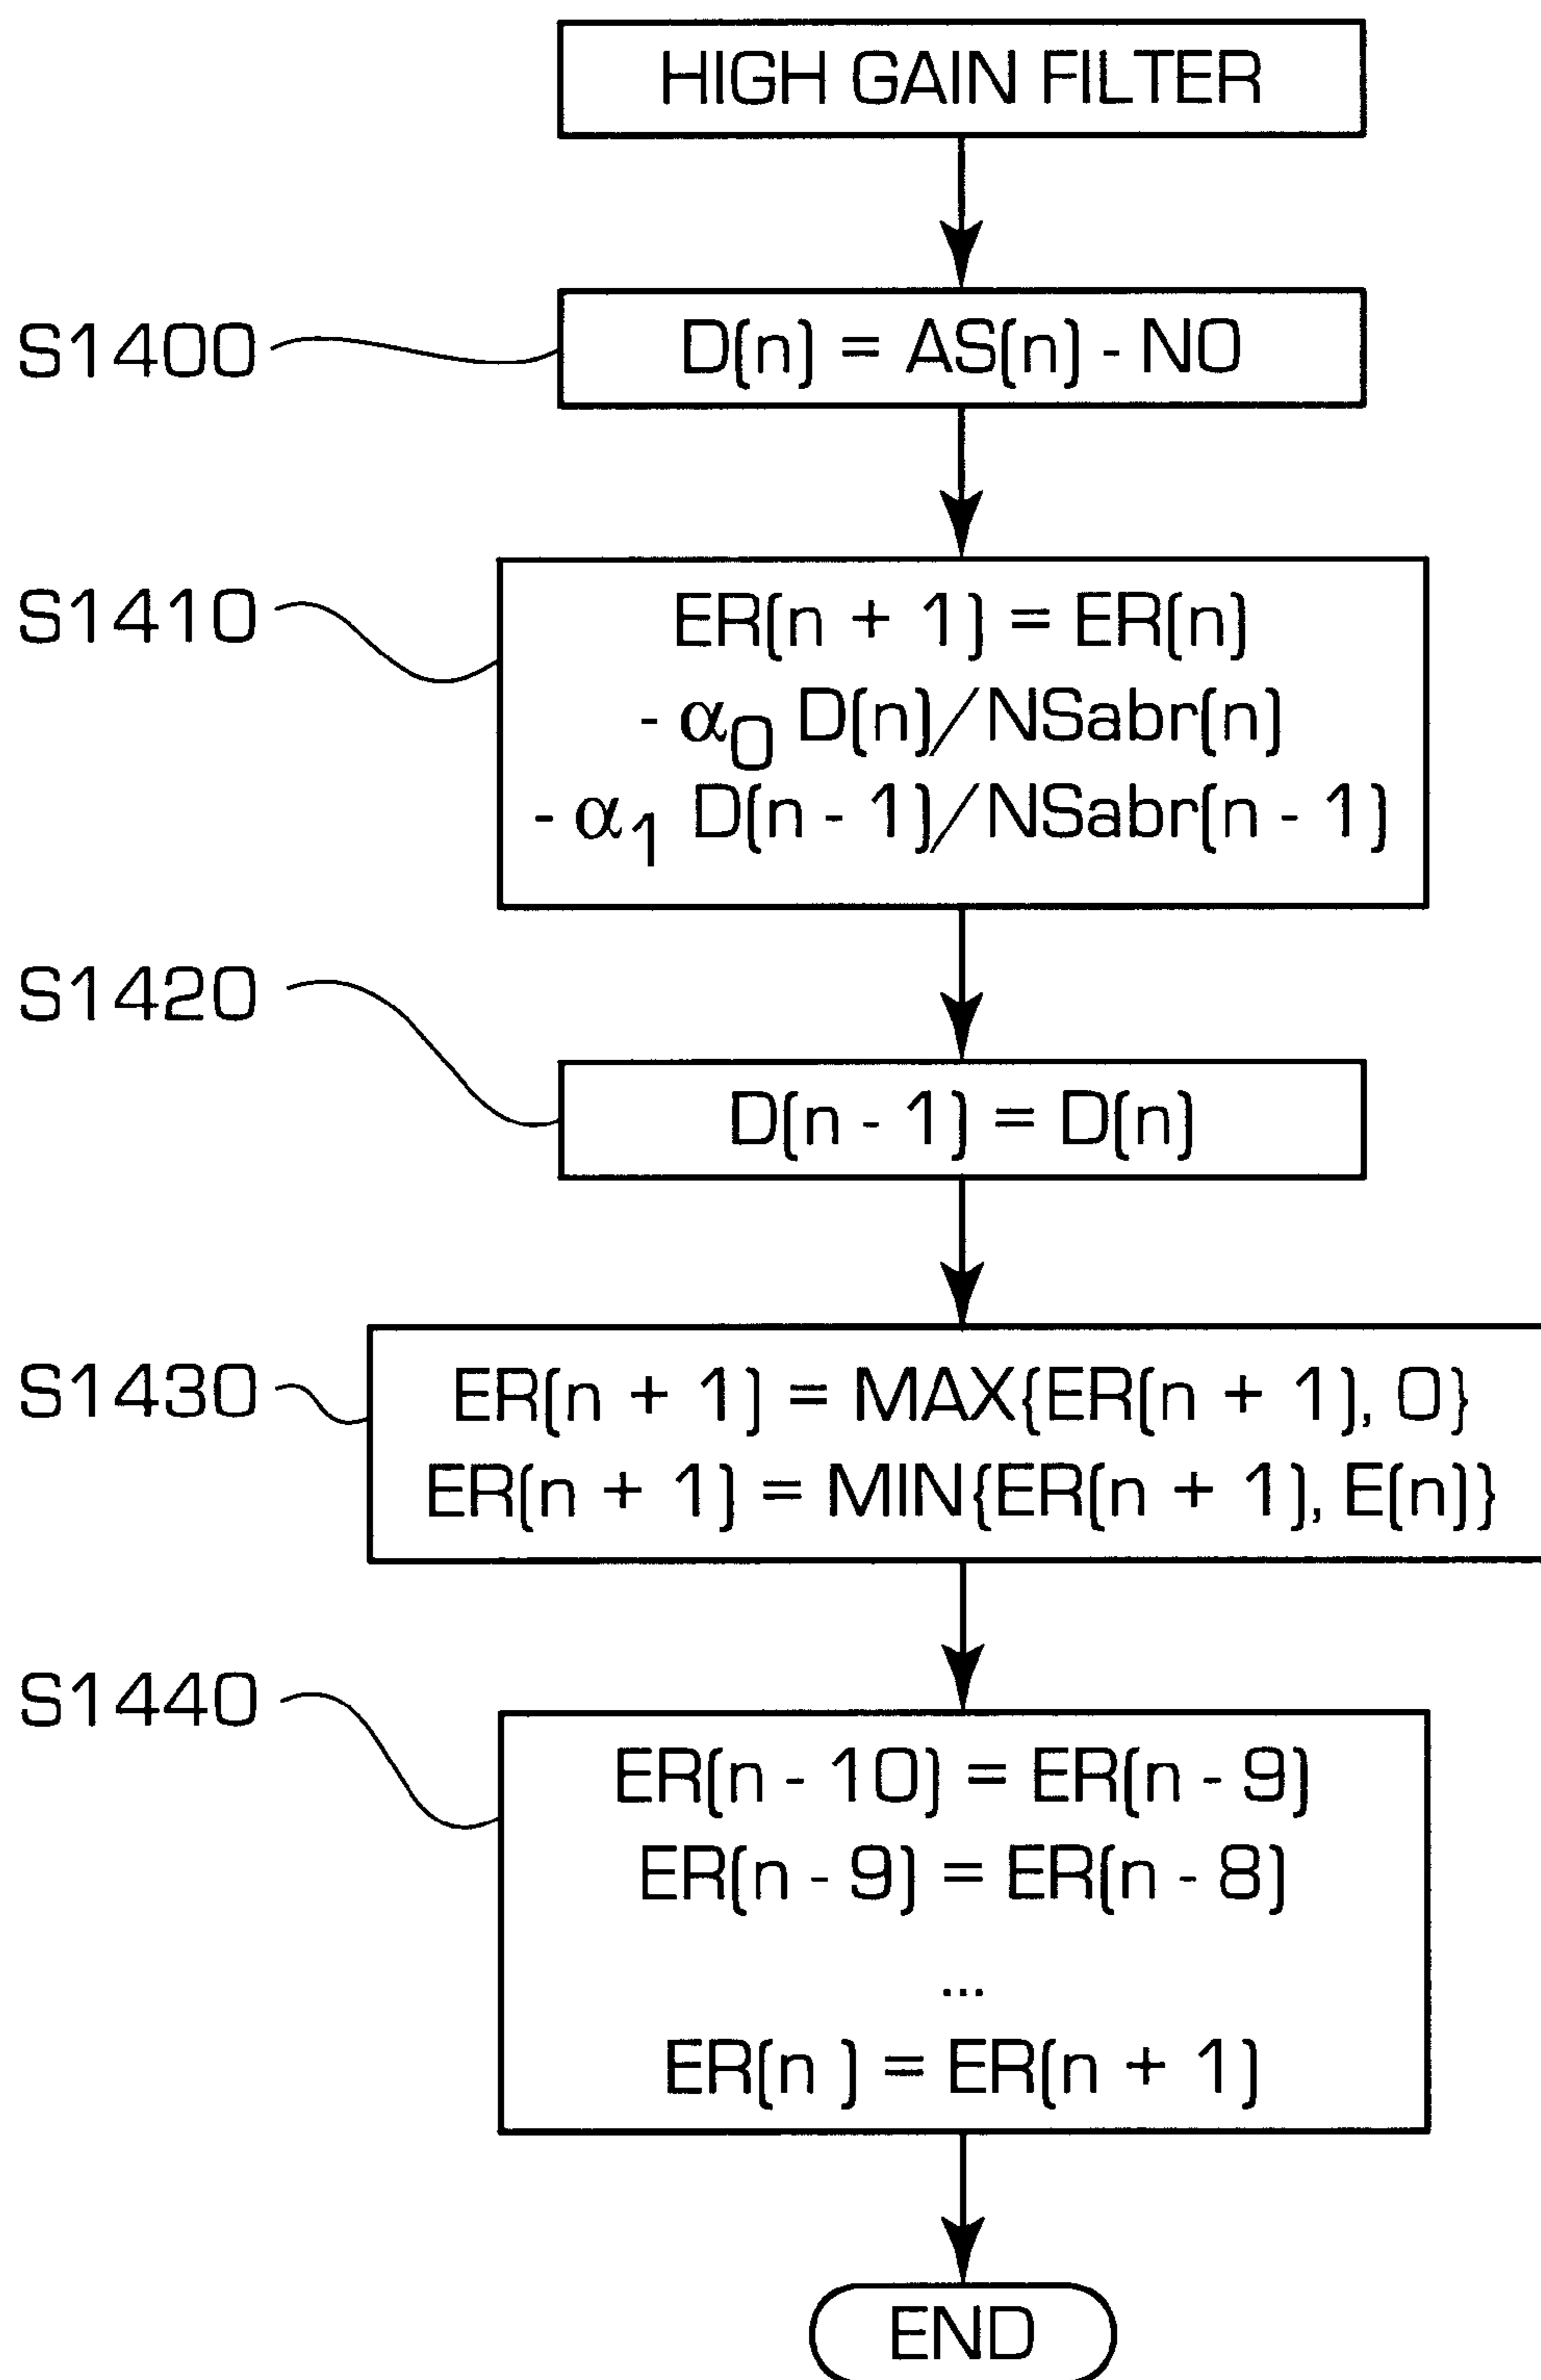 HIGH GAIN FILTER
S1400
D(n) = AS(n) - N0
S1410
ER(n + 1) = ER(n)
- α0 D(n)/NSabr(n)
- α1 D(n - 1)/NSabr(n - 1)
S1420
D(n - 1) = D(n)
S1430
ER(n + 1) = MAX{ER(n + 1), 0}
ER(n + 1) = MIN{ER(n + 1), E(n)}
S1440
ER(n - 10) = ER(n - 9)
ER(n - 9) = ER(n - 8)
...
ER(n ) = ER(n + 1)
END